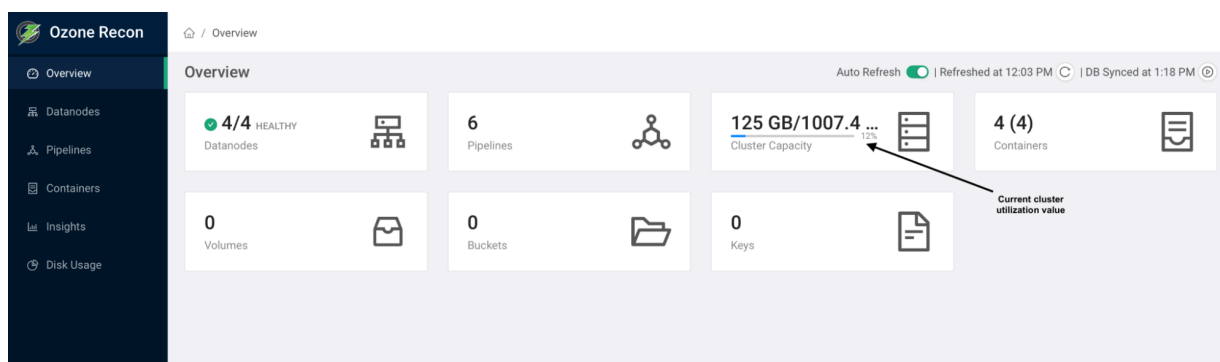 Ozone Recon
/ Overview
Overview
Overview
Auto Refresh | Refreshed at 12:03 PM | DB Synced at 1:18 PM
Datanodes
Pipelines
Containers
Insights
Disk Usage
4/4 HEALTHY
Datanodes
6
Pipelines
125 GB/1007.4 ...
12%
Cluster Capacity
4 (4)
Containers
Current cluster
utilization value
0
Volumes
0
Buckets
0
Keys